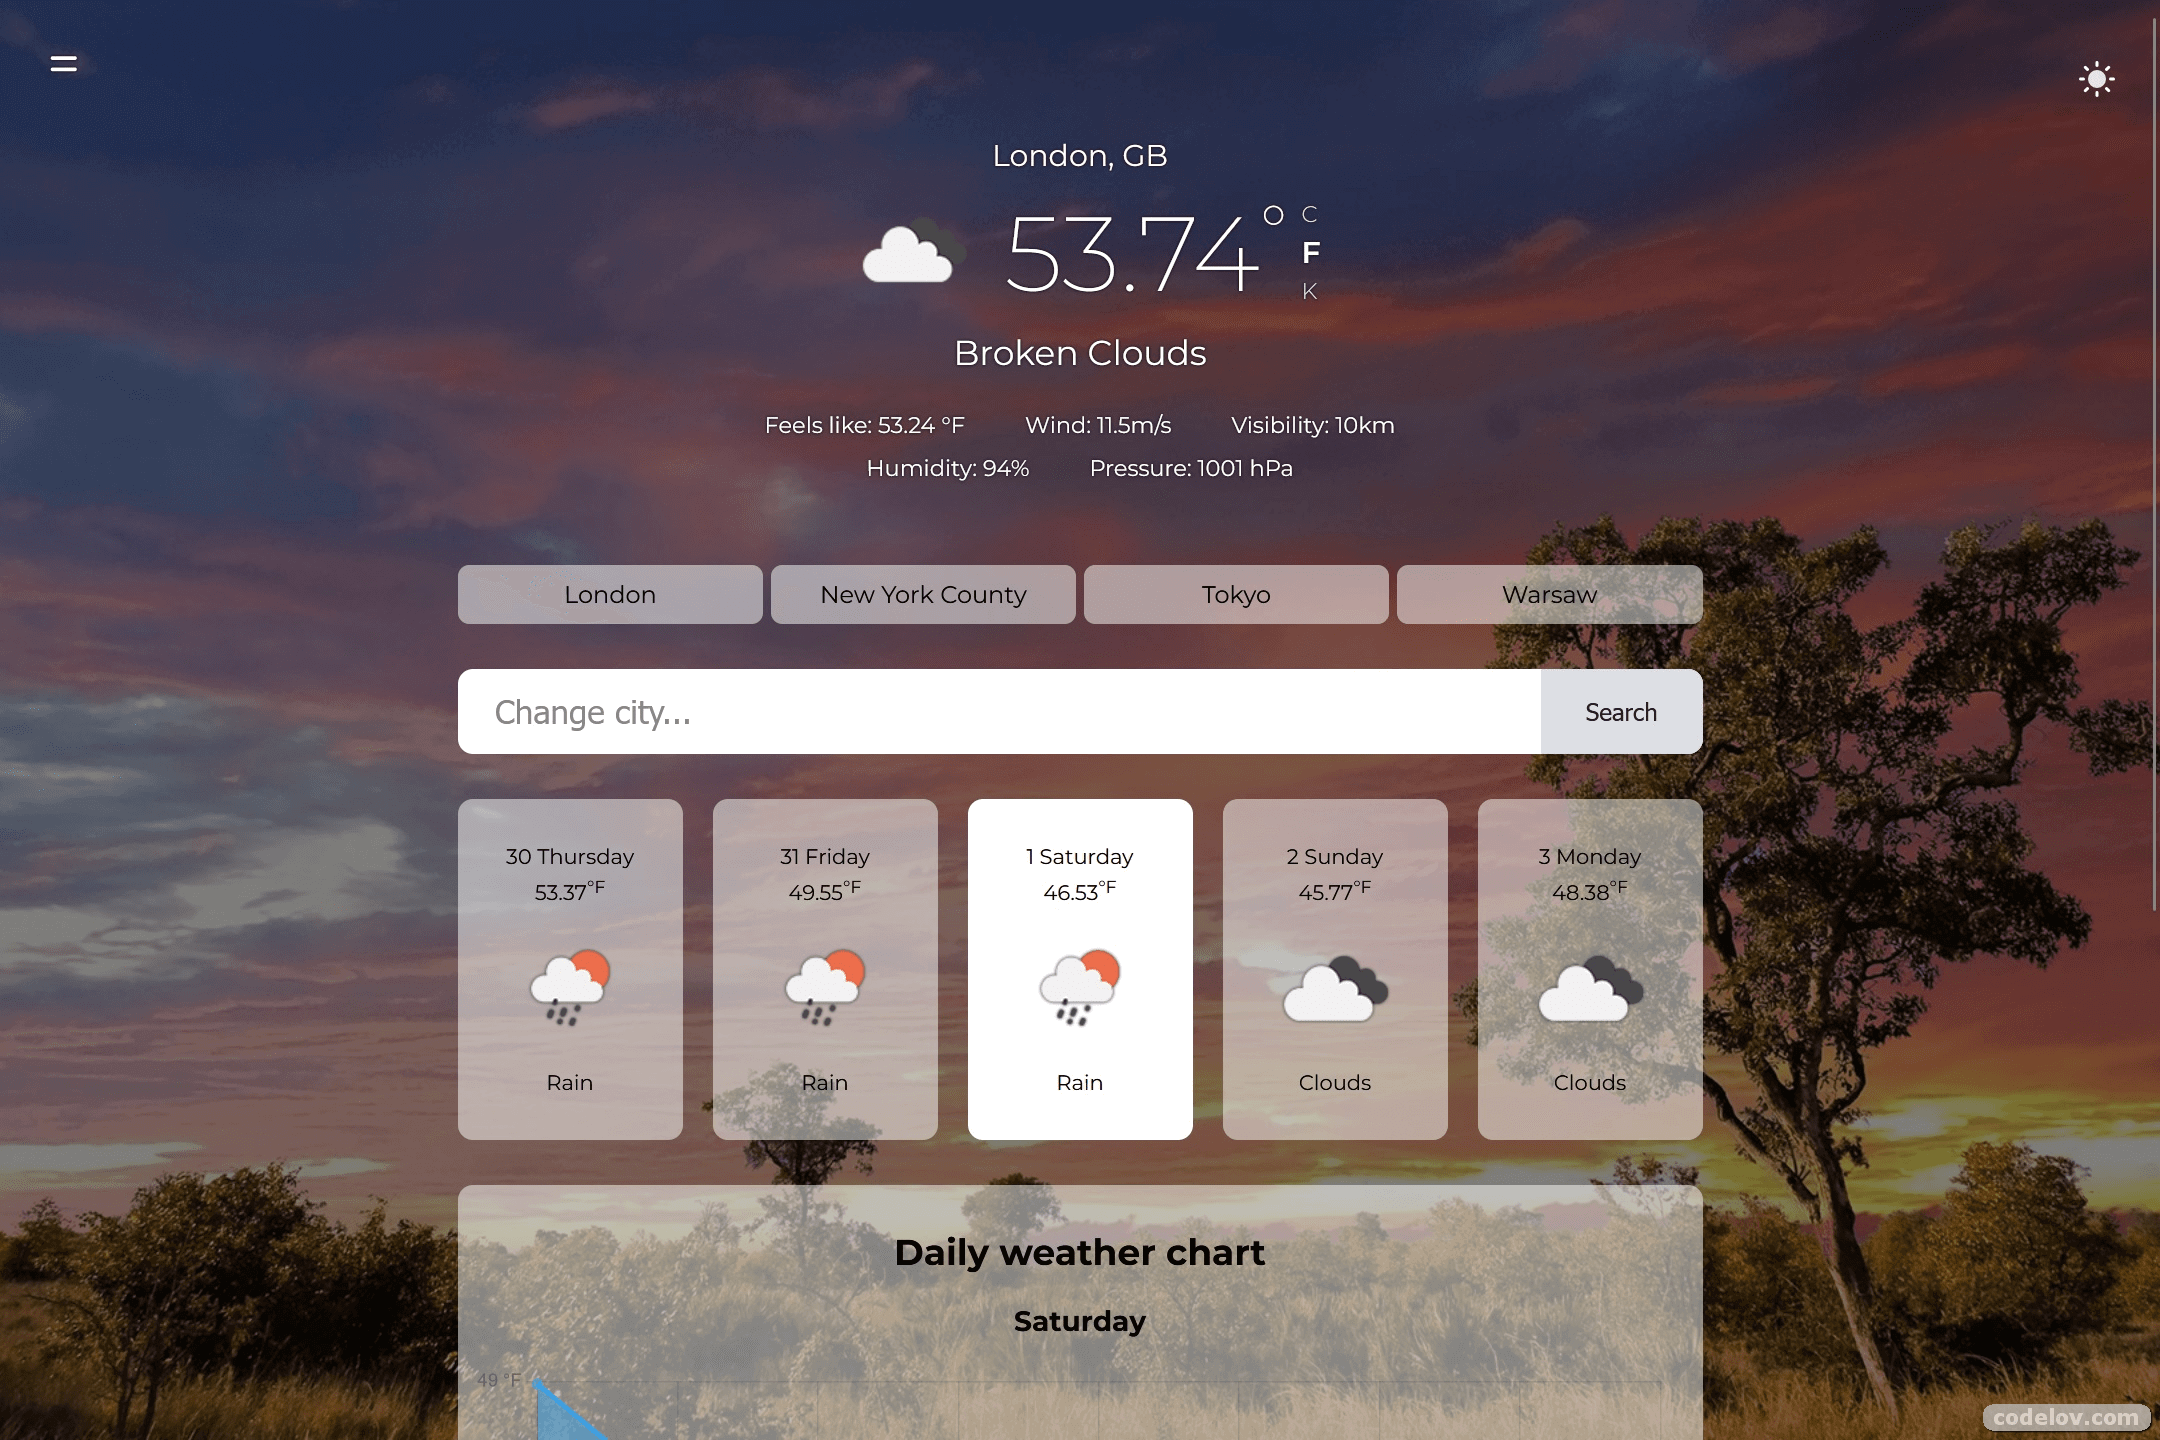 London, GB
53.74° C
F
K
Broken Clouds
Feels like: 53.24 °F Wind: 11.5m/s Visibility: 10km
Humidity: 94% Pressure: 1001 hPa
London New York County Tokyo Warsaw
Change city... Search
30 Thursday 31 Friday 1 Saturday 2 Sunday 3 Monday
53.37°F 49.55°F 46.53°F 45.77°F 48.38°F
Rain Rain Rain Clouds Clouds
Daily weather chart
Saturday
49 °F
codelov.com